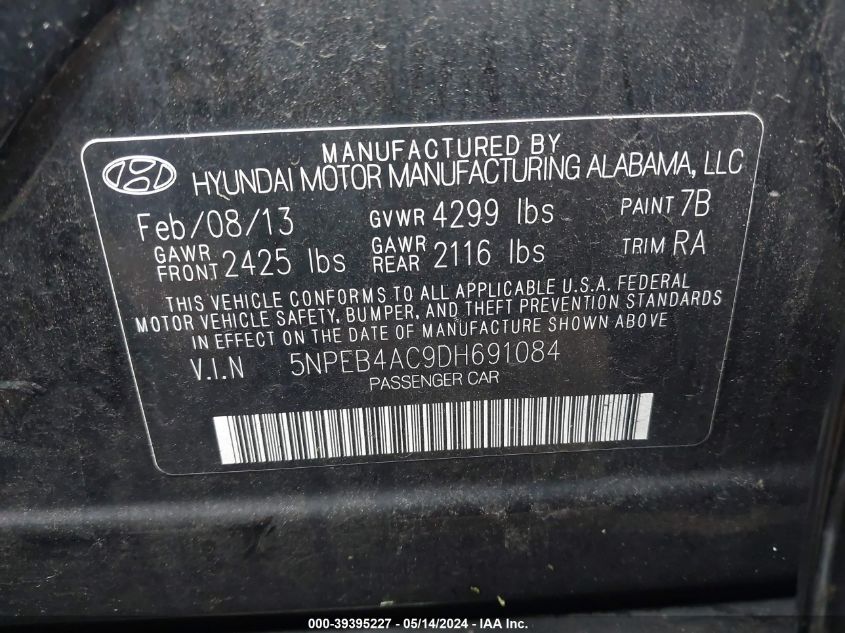 MANUFACTURED BY
HYUNDAI MOTOR MANUFACTURING ALABAMA, LLC
Feb/08/13 GVWR 4299 lbs PAINT 7B
GAWR FRONT 2425 lbs GAWR REAR 2116 lbs TRIM RA
THIS VEHICLE CONFORMS TO ALL APPLICABLE U.S.A. FEDERAL
MOTOR VEHICLE SAFETY, BUMPER, AND THEFT PREVENTION STANDARDS
IN EFFECT ON THE DATE OF MANUFACTURE SHOWN ABOVE
V.I.N 5NPEB4AC9DH691084
PASSENGER CAR
000-39395227 - 05/14/2024 - IAA Inc.